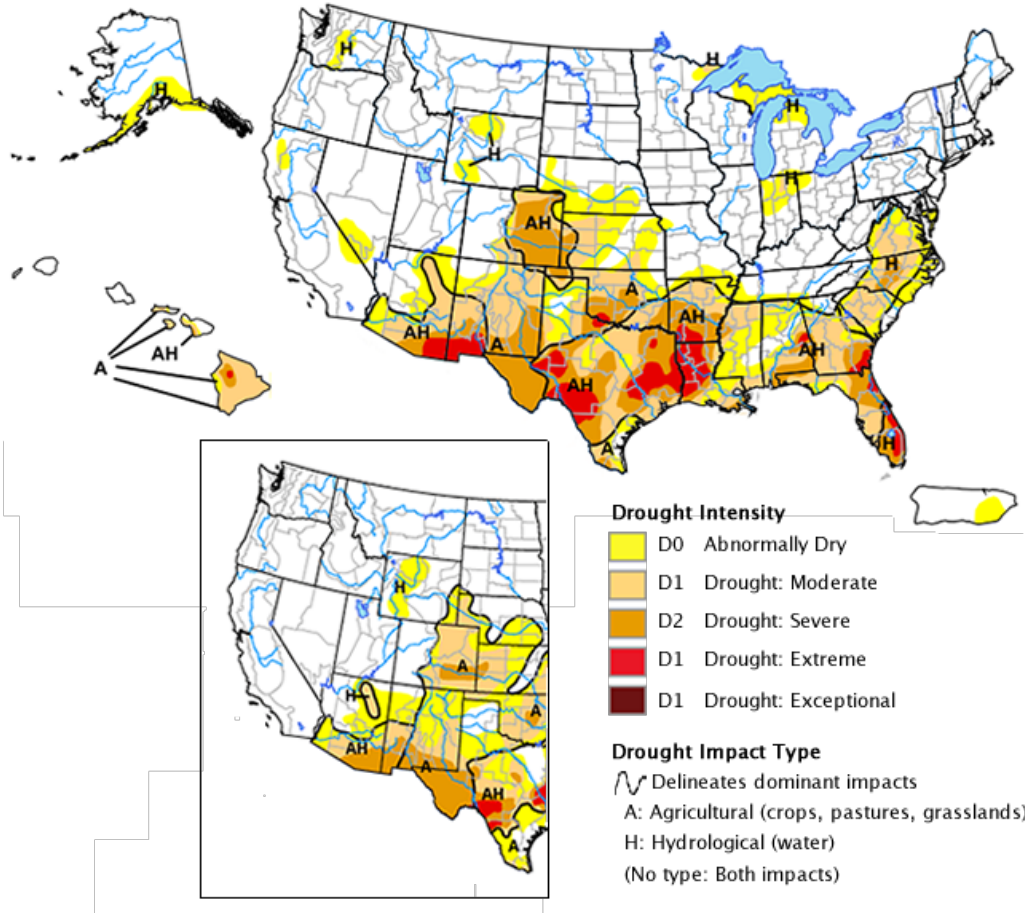 H
H
H
H
H
H
AH
H
A
AH
AH
A
AH
AH
A
AH
A
H
H
A
AH
A
A
AH
A
Drought Intensity
D0 Abnormally Dry
D1 Drought: Moderate
D2 Drought: Severe
D1 Drought: Extreme
D1 Drought: Exceptional
Drought Impact Type
Delineates dominant impacts
A: Agricultural (crops, pastures, grasslands)
H: Hydrological (water)
(No type: Both impacts)